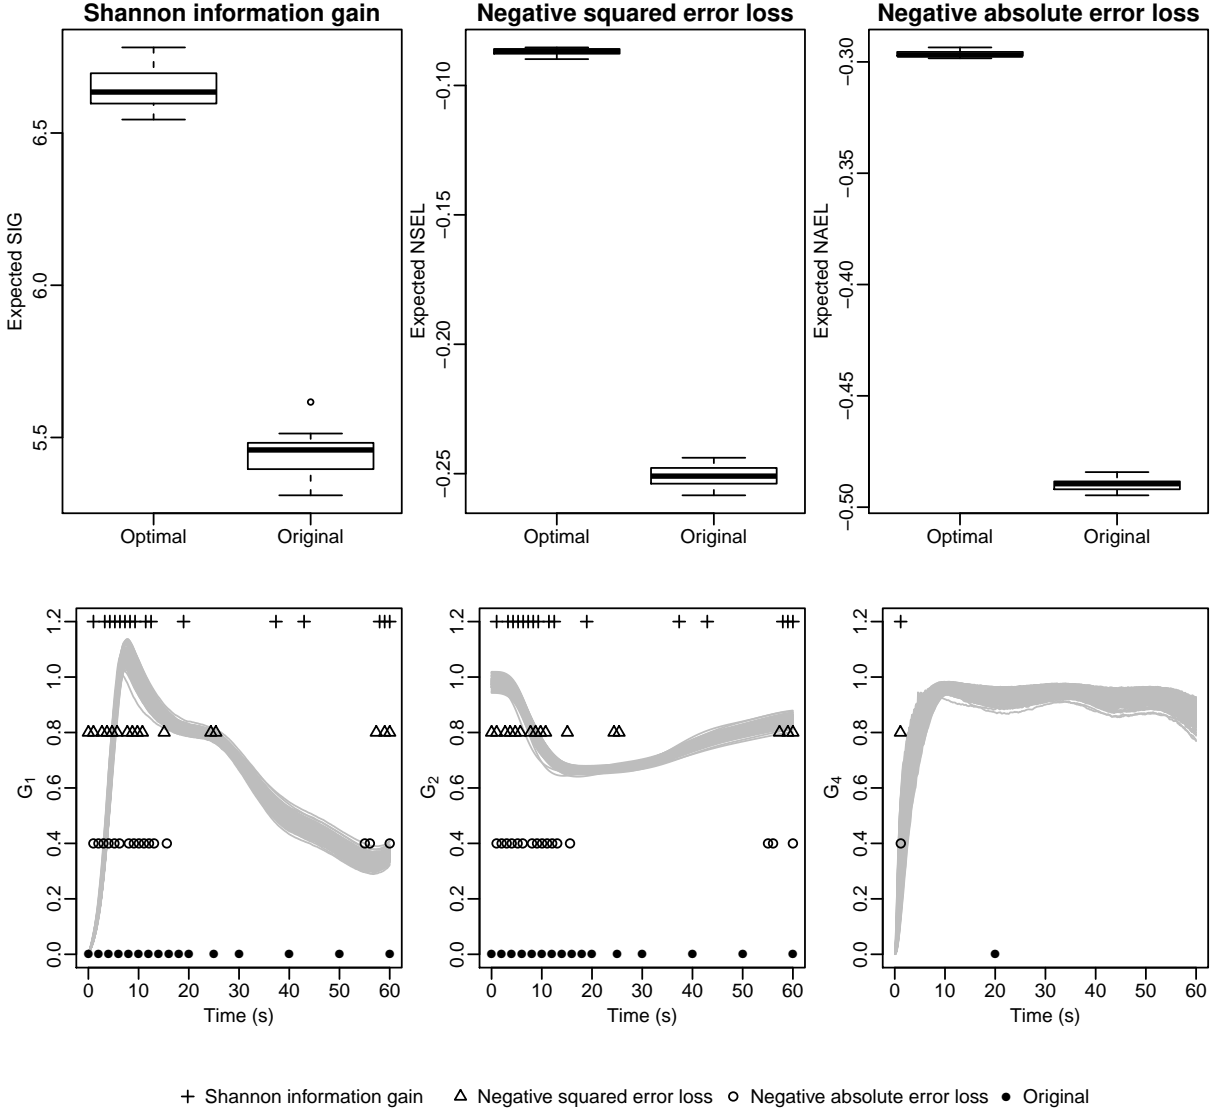 Shannon information gain
Negative squared error loss
Negative absolute error loss
Expected SIG
6.5
6.0
5.5
Optimal
Original
Expected NSEL
−0.10
−0.15
−0.20
−0.25
Optimal
Original
Expected NAEL
−0.30
−0.35
−0.40
−0.45
−0.50
Optimal
Original
G1
1.2
1.0
0.8
0.6
0.4
0.2
0.0
0 10 20 30 40 50 60
Time (s)
G2
1.2
1.0
0.8
0.6
0.4
0.2
0.0
0 10 20 30 40 50 60
Time (s)
G4
1.2
1.0
0.8
0.6
0.4
0.2
0.0
0 10 20 30 40 50 60
Time (s)
Shannon information gain Negative squared error loss Negative absolute error loss Original